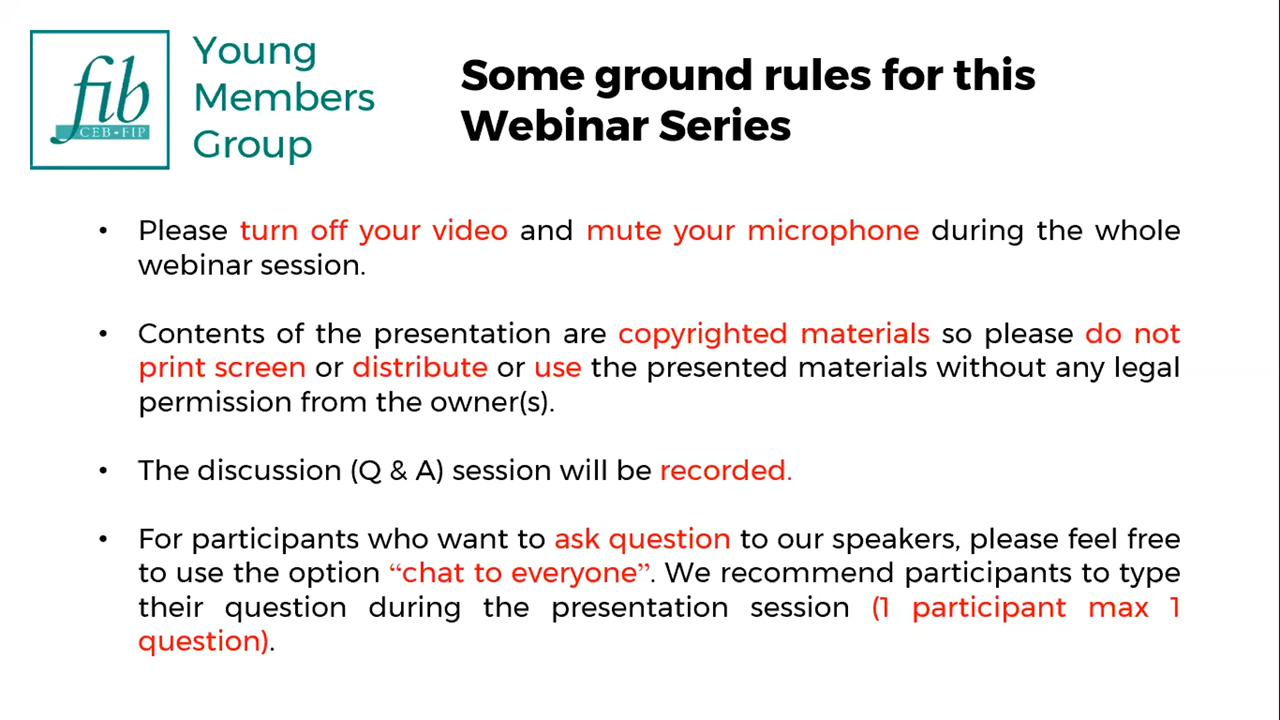 fib
CEB-FIP
Young
Members
Group
Some ground rules for this
Webinar Series
• Please turn off your video and mute your microphone during the whole
webinar session.
• Contents of the presentation are copyrighted materials so please do not
print screen or distribute or use the presented materials without any legal
permission from the owner(s).
• The discussion (Q & A) session will be recorded.
• For participants who want to ask question to our speakers, please feel free
to use the option “chat to everyone”. We recommend participants to type
their question during the presentation session (1 participant max 1
question).